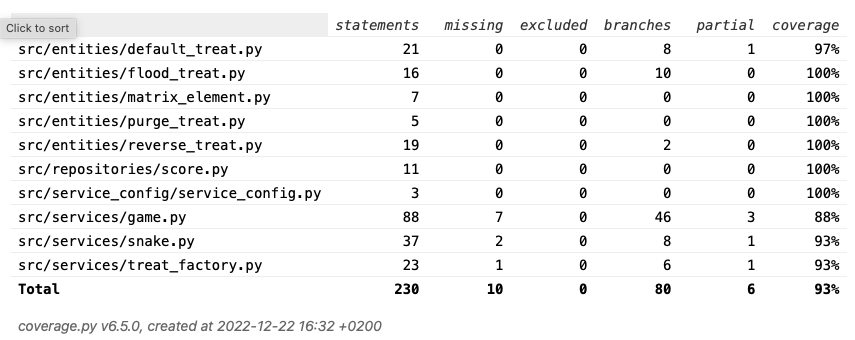 Click to sort
statements missing excluded branches partial coverage
src/entities/default_treat.py 21 0 0 8 1 97%
src/entities/flood_treat.py 16 0 0 10 0 100%
src/entities/matrix_element.py 7 0 0 0 0 100%
src/entities/purge_treat.py 5 0 0 0 0 100%
src/entities/reverse_treat.py 19 0 0 2 0 100%
src/repositories/score.py 11 0 0 0 0 100%
src/service_config/service_config.py 3 0 0 0 0 100%
src/services/game.py 88 7 0 46 3 88%
src/services/snake.py 37 2 0 8 1 93%
src/services/treat_factory.py 23 1 0 6 1 93%
Total 230 10 0 80 6 93%
coverage.py v6.5.0, created at 2022-12-22 16:32 +0200